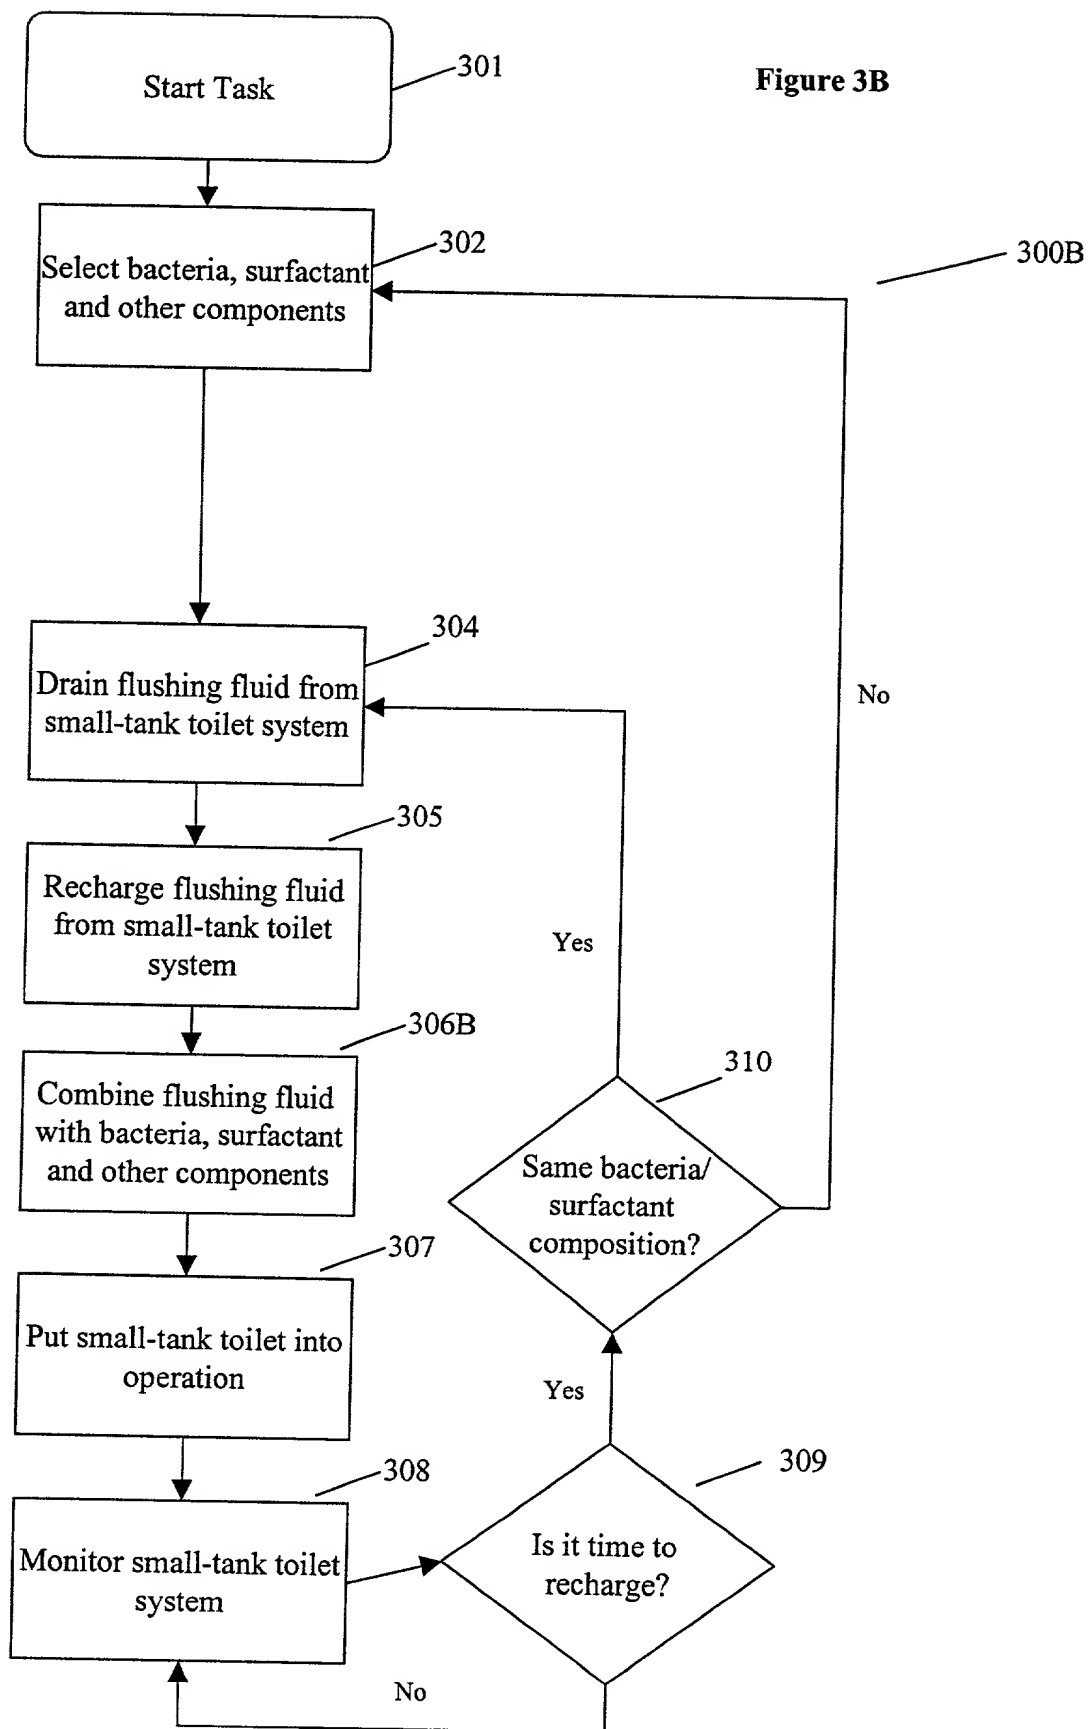 Start Task
301
Figure 3B
302
Select bacteria, surfactant
and other components
300B
304
Drain flushing fluid from
small-tank toilet system
No
305
Recharge flushing fluid
from small-tank toilet
system
Yes
306B
Combine flushing fluid
with bacteria, surfactant
and other components
310
Same bacteria/
surfactant
composition?
307
Put small-tank toilet into
operation
Yes
308
Monitor small-tank toilet
system
309
Is it time to
recharge?
No